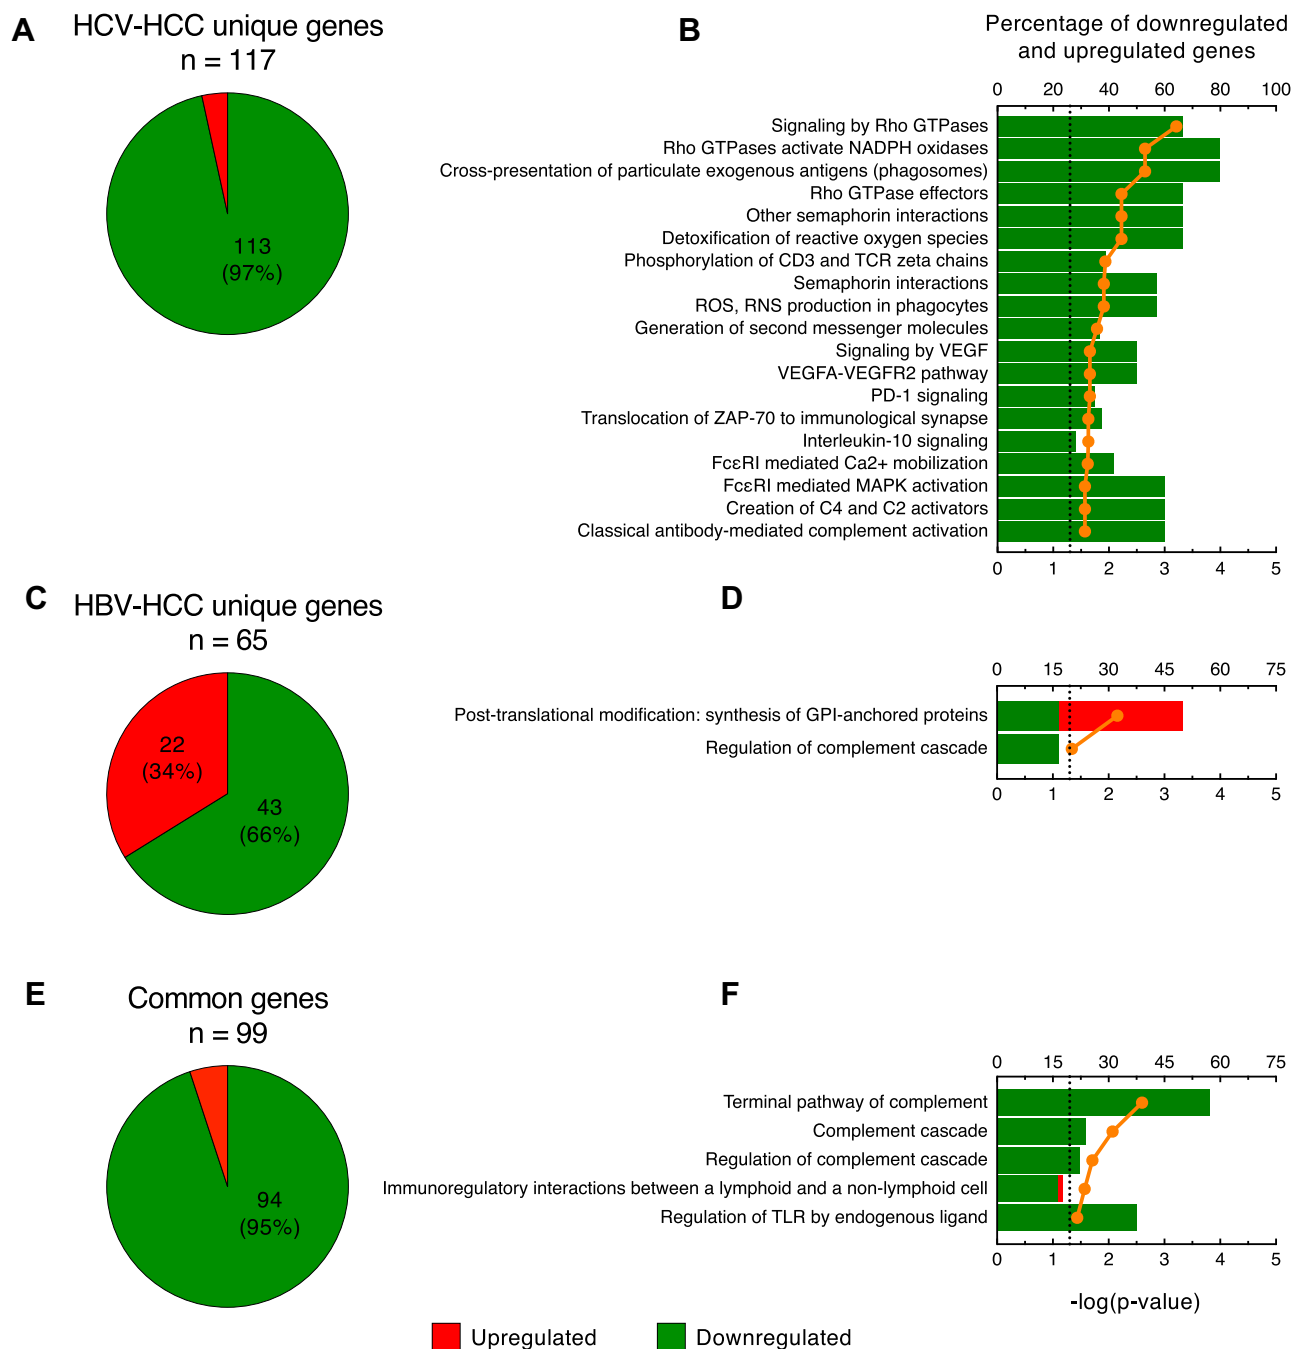 A
HCV-HCC unique genes
n = 117
113
(97%)
B
Percentage of downregulated
and upregulated genes
0 20 40 60 80 100
Signaling by Rho GTPases
Rho GTPases activate NADPH oxidases
Cross-presentation of particulate exogenous antigens (phagosomes)
Rho GTPase effectors
Other semaphorin interactions
Detoxification of reactive oxygen species
Phosphorylation of CD3 and TCR zeta chains
Semaphorin interactions
ROS, RNS production in phagocytes
Generation of second messenger molecules
Signaling by VEGF
VEGFA-VEGFR2 pathway
PD-1 signaling
Translocation of ZAP-70 to immunological synapse
Interleukin-10 signaling
FcεRI mediated Ca2+ mobilization
FcεRI mediated MAPK activation
Creation of C4 and C2 activators
Classical antibody-mediated complement activation
0 1 2 3 4 5
C
HBV-HCC unique genes
n = 65
22
(34%)
43
(66%)
D
0 15 30 45 60 75
Post-translational modification: synthesis of GPI-anchored proteins
Regulation of complement cascade
0 1 2 3 4 5
E
Common genes
n = 99
94
(95%)
F
0 15 30 45 60 75
Terminal pathway of complement
Complement cascade
Regulation of complement cascade
Immunoregulatory interactions between a lymphoid and a non-lymphoid cell
Regulation of TLR by endogenous ligand
0 1 2 3 4 5
-log(p-value)
Upregulated
Downregulated